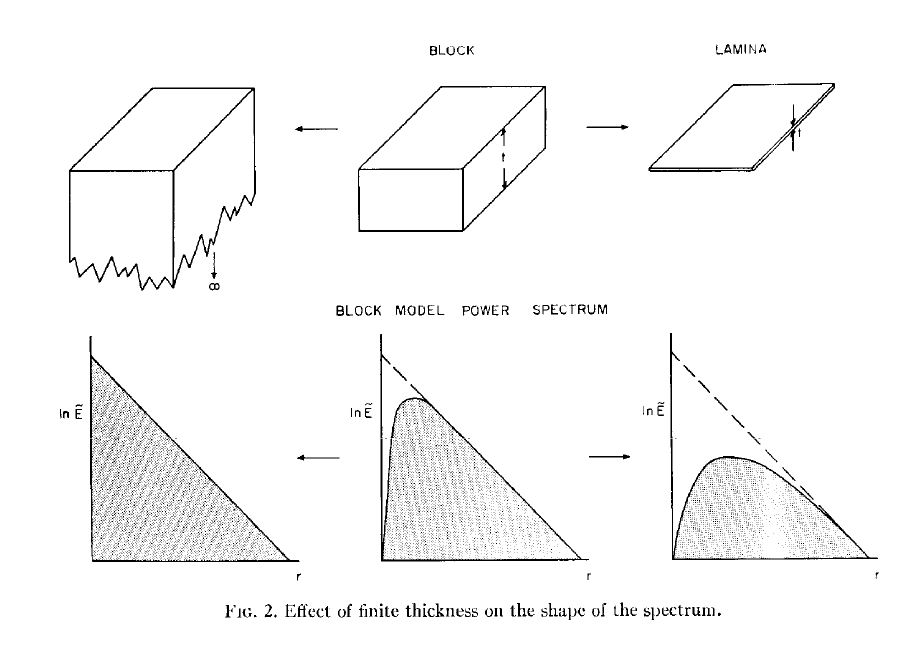 BLOCK
LAMINA
t
t
∞
BLOCK MODEL POWER SPECTRUM
ln Ẽ
ln Ẽ
ln Ẽ
r
r
r
FIG. 2. Effect of finite thickness on the shape of the spectrum.